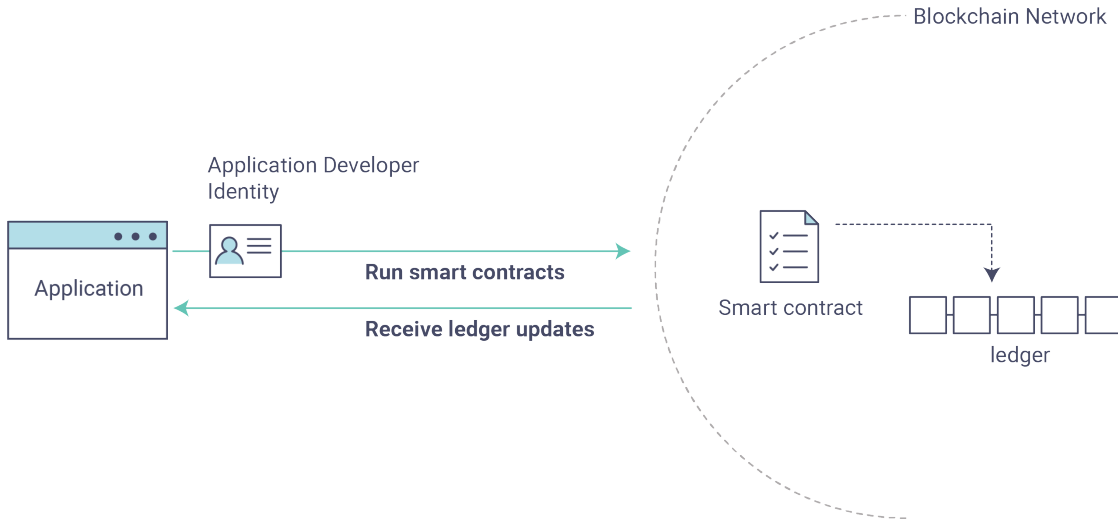 Blockchain Network
Application Developer
Identity
Application
Run smart contracts
Receive ledger updates
Smart contract
ledger